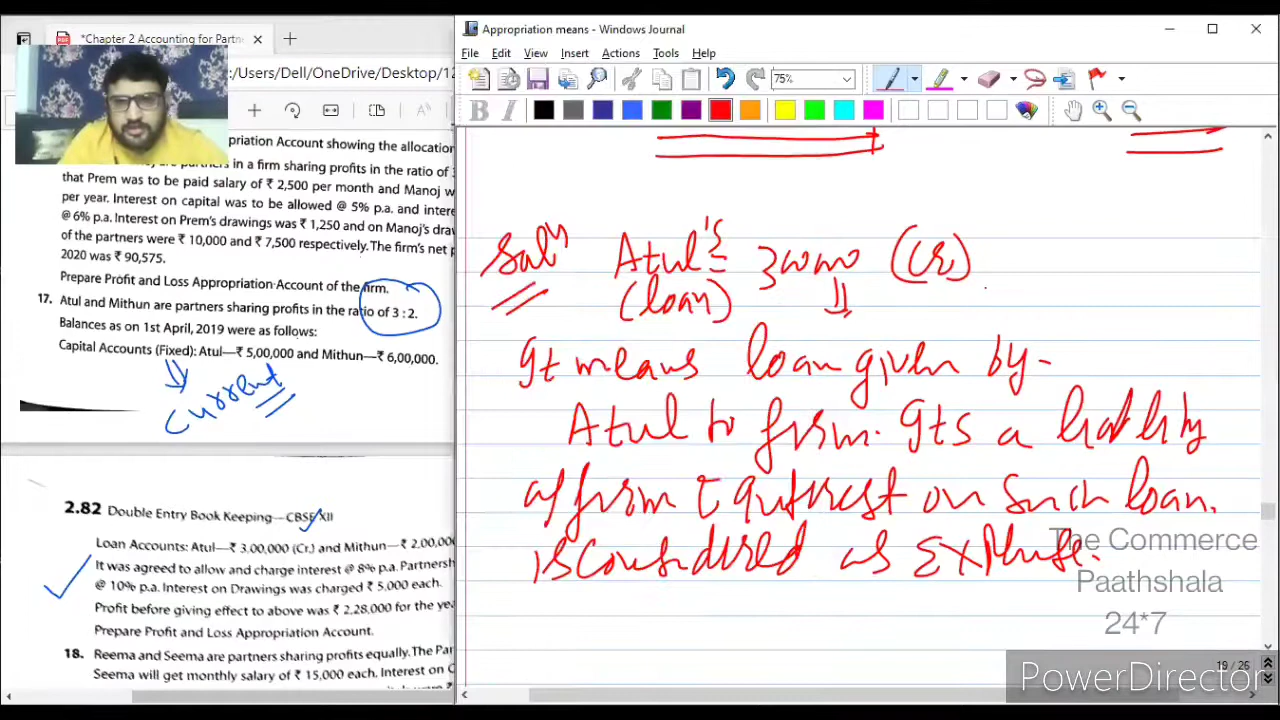 *Chapter 2 Accounting for Partn
:/Users/Dell/OneDrive/Desktop/12
priation Account showing the allocation
partners in a firm sharing profits in the ratio of 3
that Prem was to be paid salary of ₹ 2,500 per month and Manoj w
per year. Interest on capital was to be allowed @ 5% p.a. and intere
@ 6% p.a. Interest on Prem's drawings was ₹ 1,250 and on Manoj's draw
of the partners were ₹ 10,000 and ₹ 7,500 respectively. The firm's net p
2020 was ₹ 90,575.
Prepare Profit and Loss Appropriation Account of the firm.
17. Atul and Mithun are partners sharing profits in the ratio of 3 : 2.
Balances as on 1st April, 2019 were as follows:
Capital Accounts (Fixed): Atul—₹ 5,00,000 and Mithun—₹ 6,00,000.
Current
2.82 Double Entry Book Keeping—CBSE XII
Loan Accounts: Atul—₹ 3,00,000 (Cr.) and Mithun—₹ 2,00,00
It was agreed to allow and charge interest @ 8% p.a. Partnersh
@ 10% p.a. Interest on Drawings was charged ₹ 5,000 each.
Profit before giving effect to above was ₹ 2,28,000 for the ye
Prepare Profit and Loss Appropriation Account.
18. Reema and Seema are partners sharing profits equally. The Par
Seema will get monthly salary of ₹ 15,000 each. Interest on C
Appropriation means - Windows Journal
File Edit View Insert Actions Tools Help
75%
B I
Soln Atul's 300000 (Cr)
(loan)
It means loan given by
Atul to firm. Its a liability
of firm & interest on such loan.
is considered as Expense.
The Commerce
Paathshala
24*7
19 / 26
PowerDirector